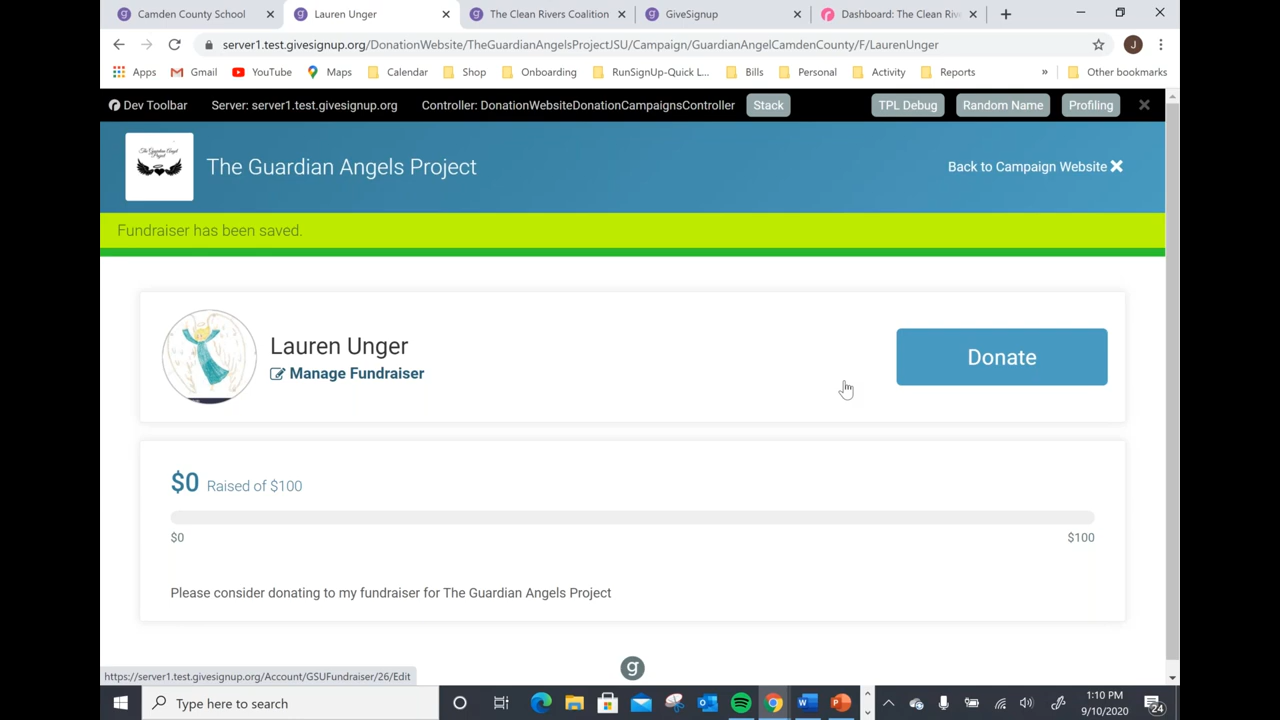 Camden County School
Lauren Unger
The Clean Rivers Coalition
GiveSignup
Dashboard: The Clean Riv
server1.test.givesignup.org/DonationWebsite/TheGuardianAngelsProjectJSU/Campaign/GuardianAngelCamdenCounty/F/LaurenUnger
J
Apps Gmail YouTube Maps Calendar Shop Onboarding RunSignUp-Quick L... Bills Personal Activity Reports » Other bookmarks
Dev Toolbar Server: server1.test.givesignup.org Controller: DonationWebsiteDonationCampaignsController Stack TPL Debug Random Name Profiling
The Guardian Angel
Project
The Guardian Angels Project
Back to Campaign Website
Fundraiser has been saved.
Lauren Unger
Manage Fundraiser
Donate
$0 Raised of $100
$0 $100
Please consider donating to my fundraiser for The Guardian Angels Project
g
https://server1.test.givesignup.org/Account/GSUFundraiser/26/Edit
Type here to search
1:10 PM
9/10/2020
24